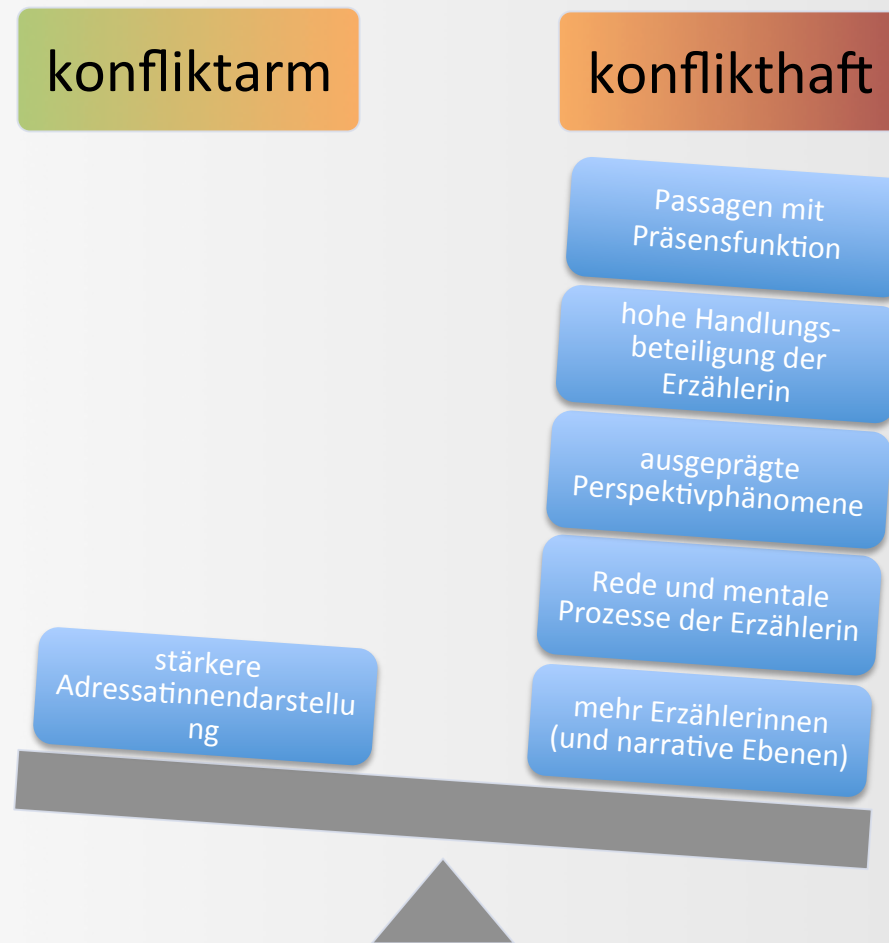 konfliktarm
konflikthaft
Passagen mit
Präsensfunktion
hohe Handlungs-
beteiligung der
Erzählerin
ausgeprägte
Perspektivphänomene
Rede und mentale
Prozesse der Erzählerin
mehr Erzählerinnen
(und narrative Ebenen)
stärkere
Adressatinnendarstellu
ng